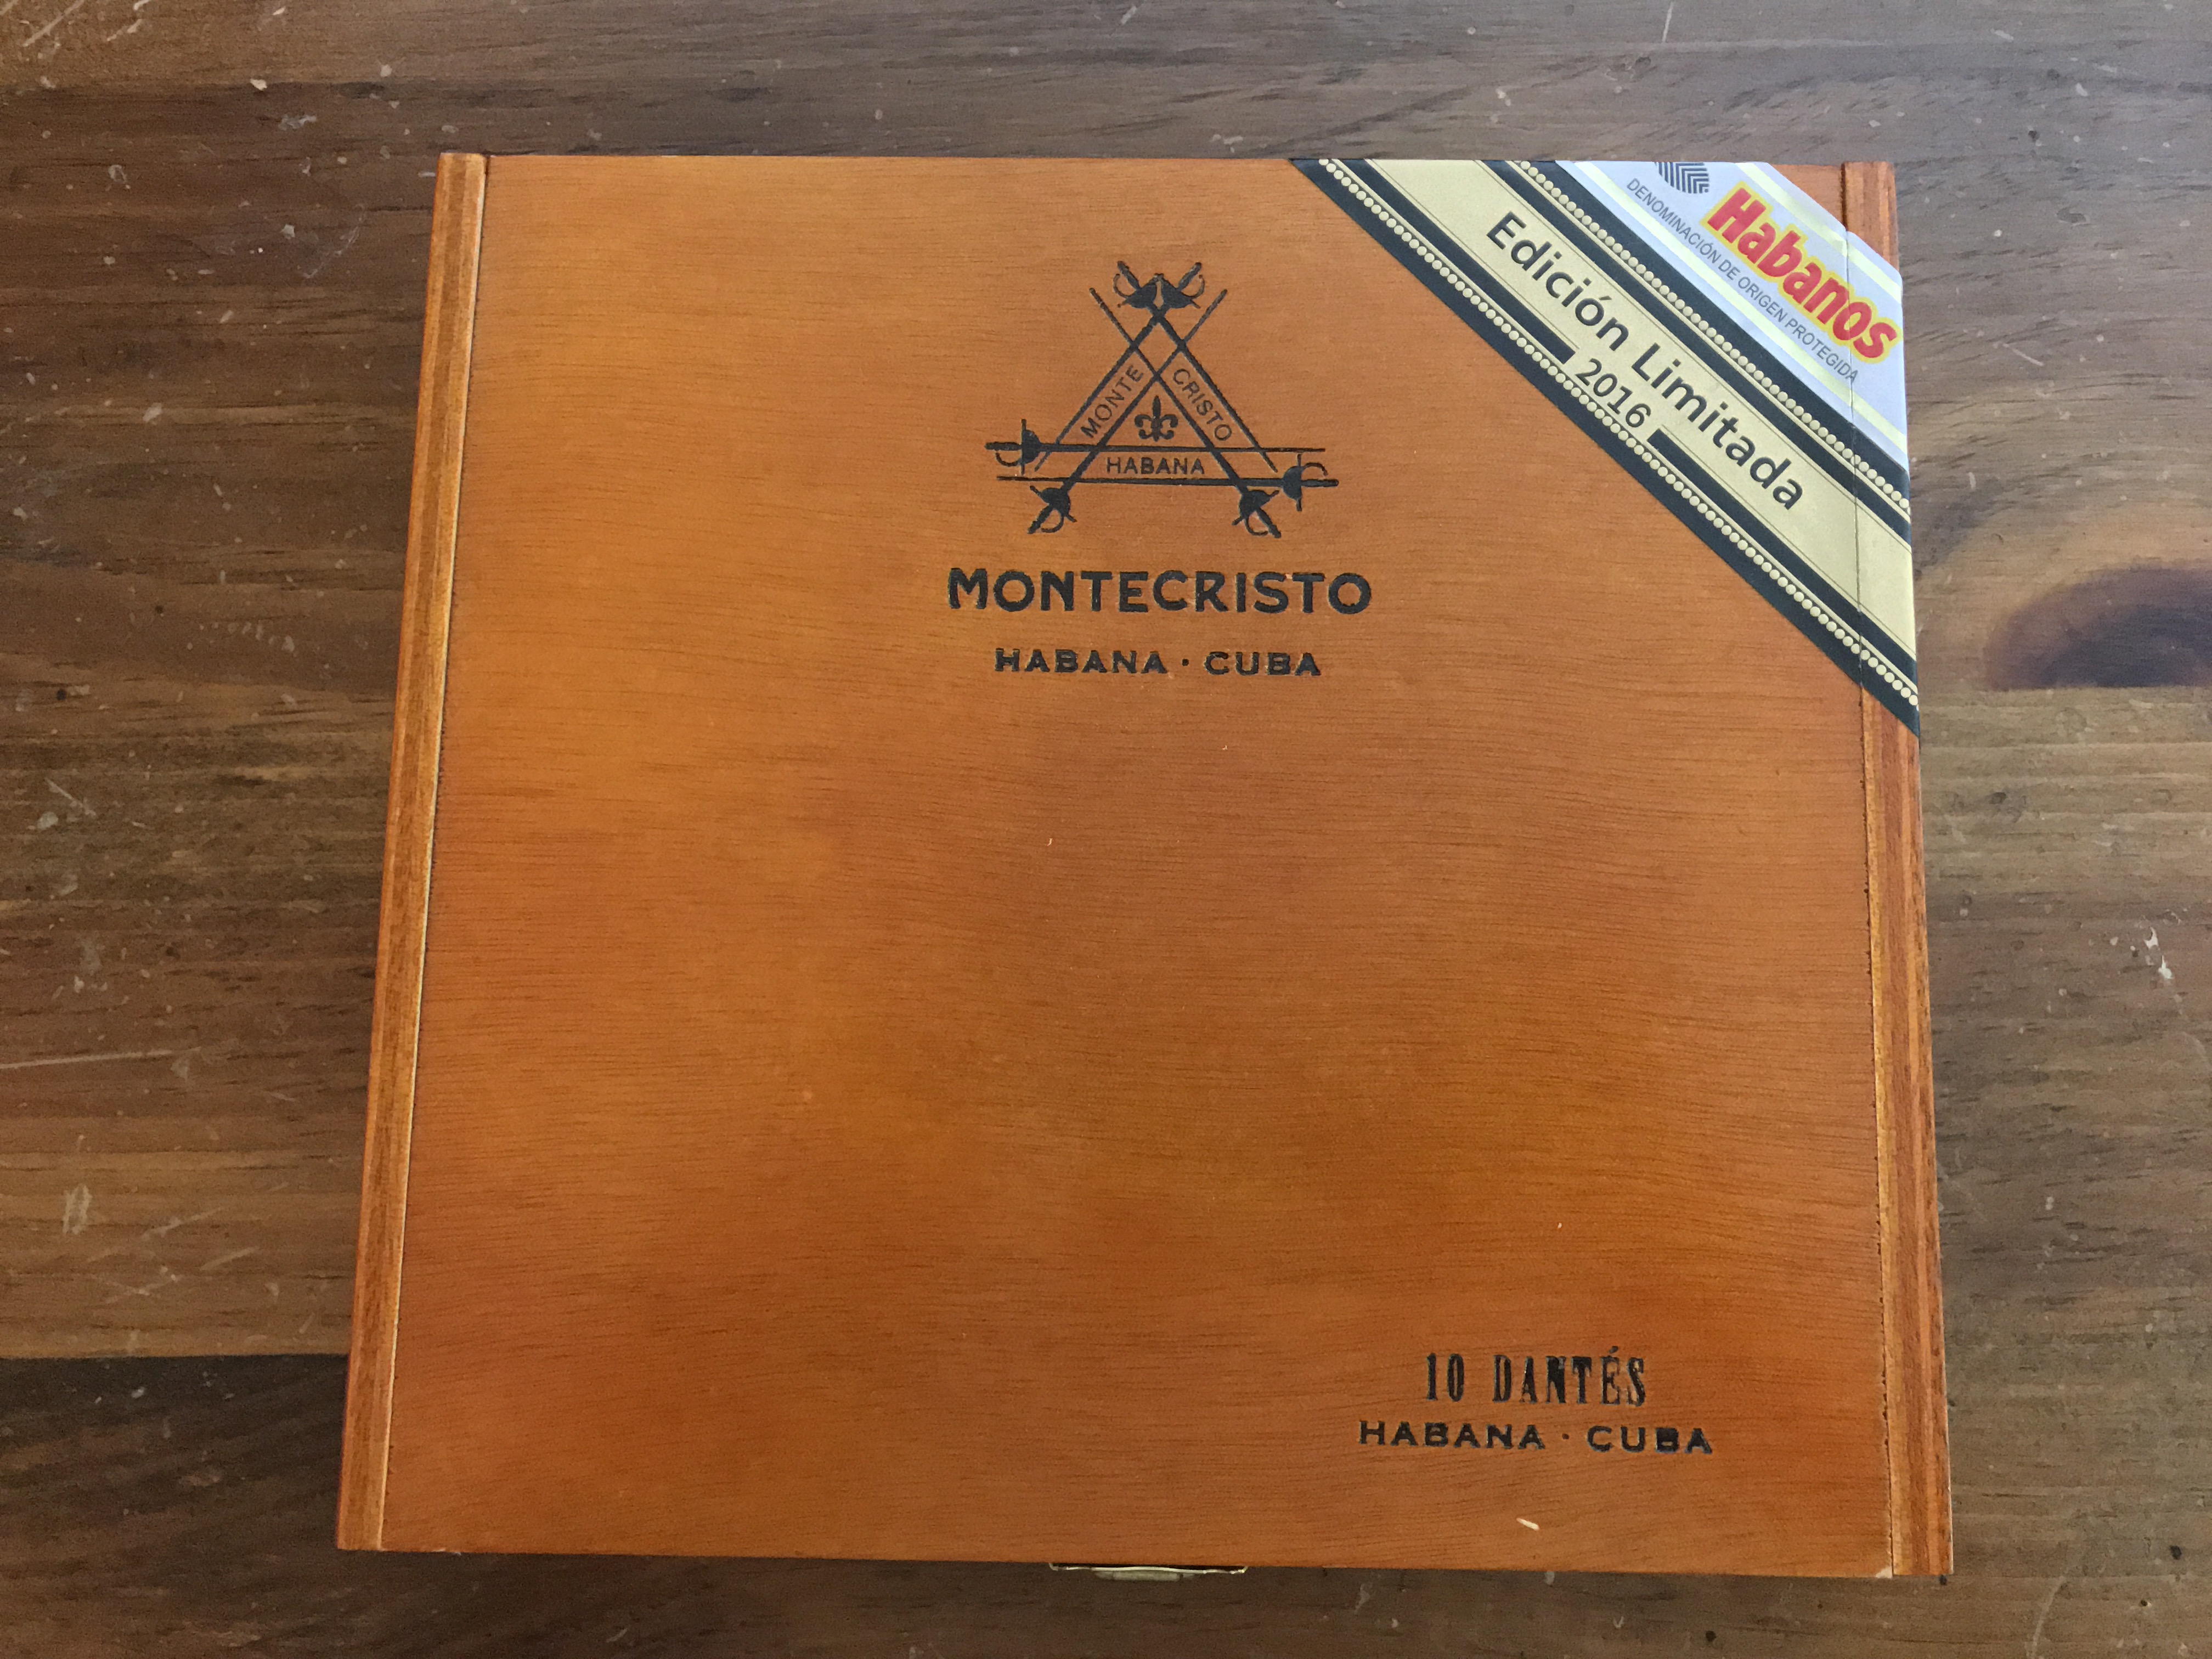 Habanos
DENOMINACIÓN DE ORIGEN PROTEGIDA
Edición Limitada
2016
MONTE CRISTO
HABANA
MONTECRISTO
HABANA · CUBA
10 DANTÉS
HABANA · CUBA